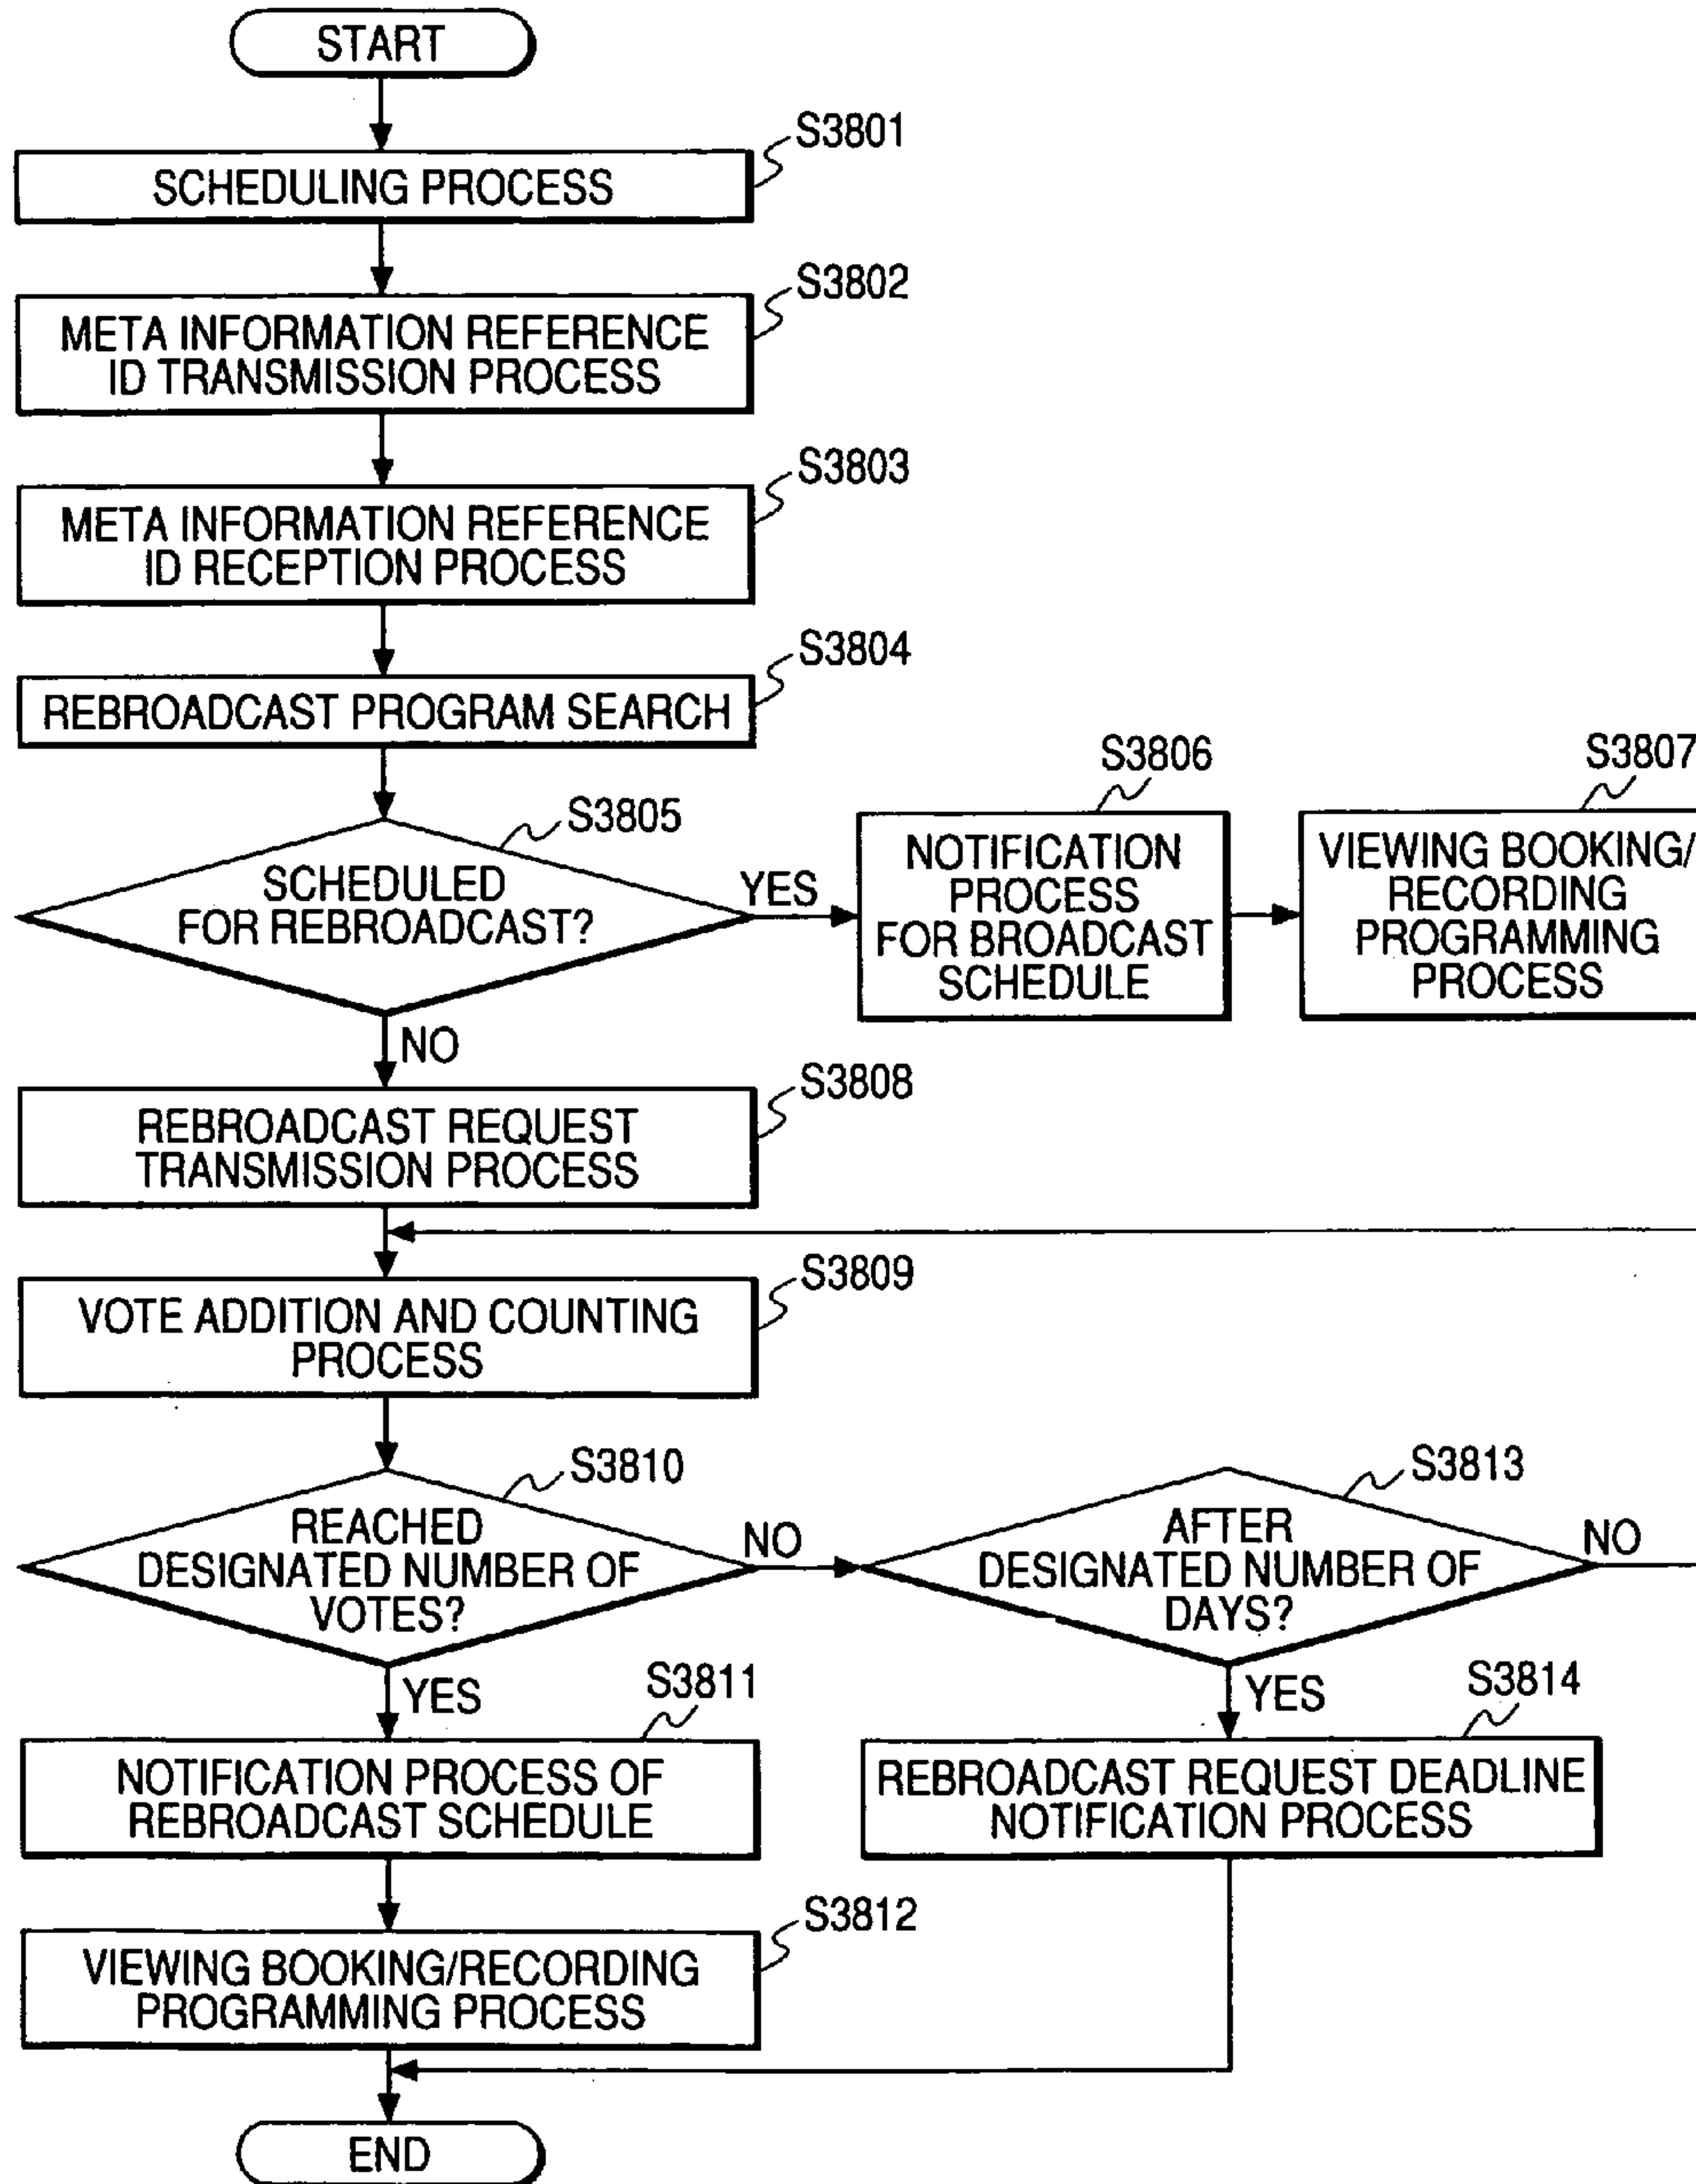 START
S3801
SCHEDULING PROCESS
S3802
META INFORMATION REFERENCE
ID TRANSMISSION PROCESS
S3803
META INFORMATION REFERENCE
ID RECEPTION PROCESS
S3804
REBROADCAST PROGRAM SEARCH
S3805
SCHEDULED
FOR REBROADCAST?
YES
NO
S3806
NOTIFICATION
PROCESS
FOR BROADCAST
SCHEDULE
S3807
VIEWING BOOKING/
RECORDING
PROGRAMMING
PROCESS
S3808
REBROADCAST REQUEST
TRANSMISSION PROCESS
S3809
VOTE ADDITION AND COUNTING
PROCESS
S3810
REACHED
DESIGNATED NUMBER OF
VOTES?
NO
YES
S3813
AFTER
DESIGNATED NUMBER OF
DAYS?
NO
YES
S3811
NOTIFICATION PROCESS OF
REBROADCAST SCHEDULE
S3814
REBROADCAST REQUEST DEADLINE
NOTIFICATION PROCESS
S3812
VIEWING BOOKING/RECORDING
PROGRAMMING PROCESS
END